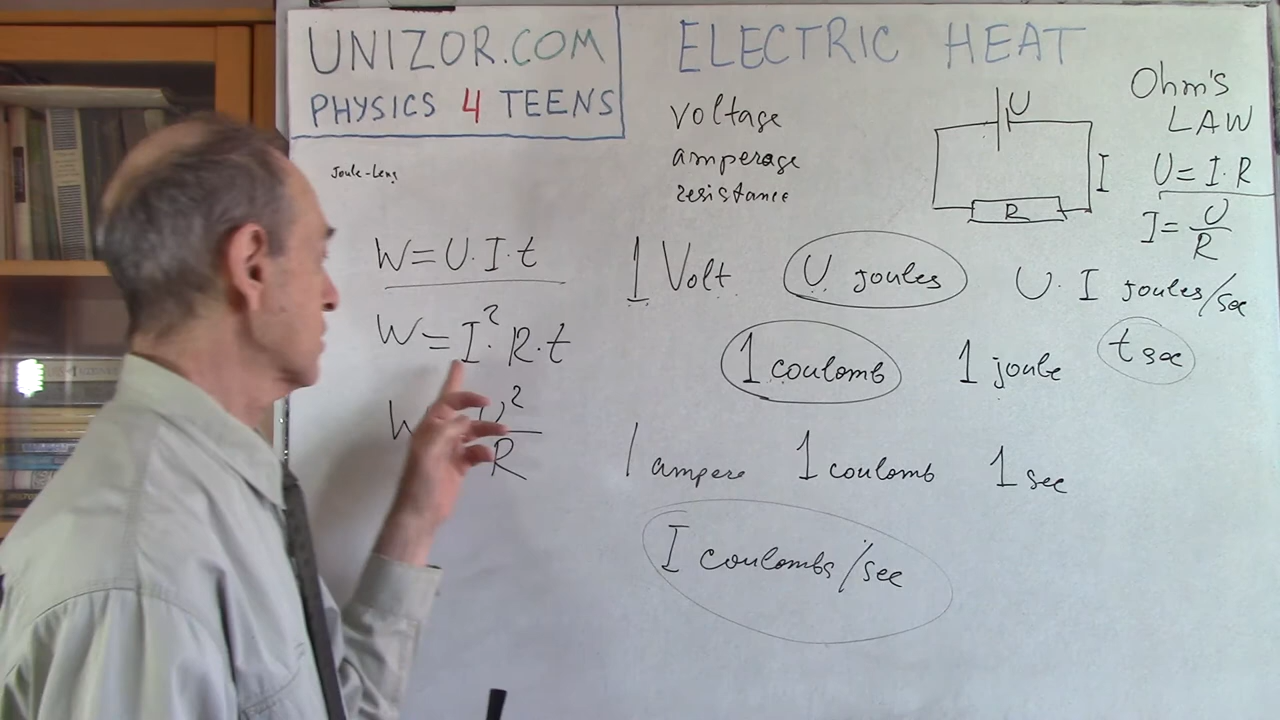 UNIZOR.COM
PHYSICS 4 TEENS
ELECTRIC HEAT
Joule-Lenz
voltage
amperage
resistance
U
I
R
Ohm's
LAW
U = I · R
I = U/R
W = U · I · t
W = I² · R · t
W U²/R
1 Volt
U joules
U · I joules/sec
1 coulomb
1 joule
t sec
1 ampere
1 coulomb
1 sec
I coulombs/sec